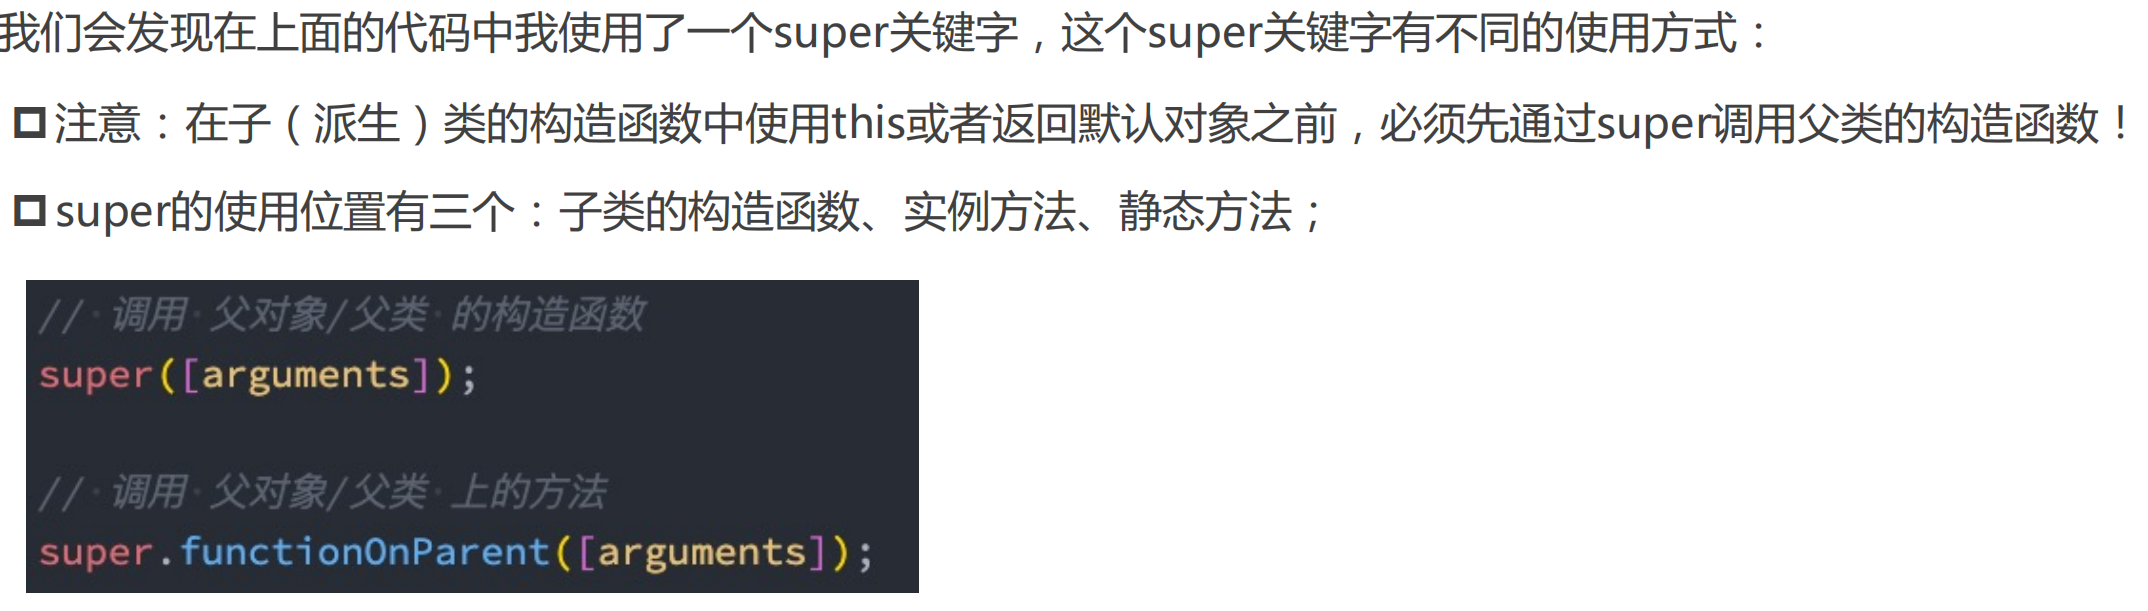 我们会发现在上面的代码中我使用了一个super关键字，这个super关键字有不同的使用方式：
注意：在子（派生）类的构造函数中使用this或者返回默认对象之前，必须先通过super调用父类的构造函数！
super的使用位置有三个：子类的构造函数、实例方法、静态方法；
// 调用 父对象/父类 的构造函数
super([arguments]);
// 调用 父对象/父类 上的方法
super.functionOnParent([arguments]);